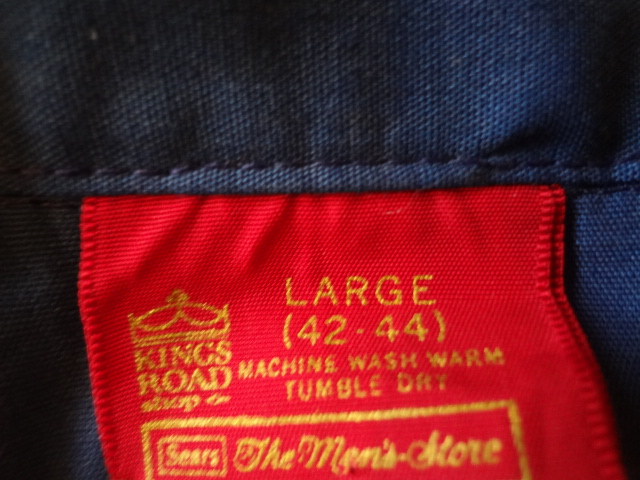 LARGE
(42-44)
KINGS
ROAD
shop
MACHINE WASH WARM
TUMBLE DRY
Sears The Men's Store